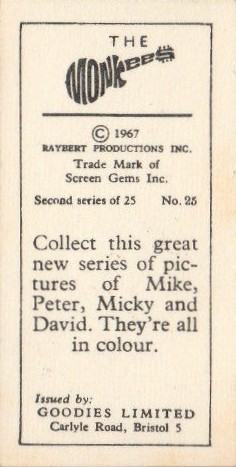 THE
MONKEES
© 1967
RAYBERT PRODUCTIONS INC.
Trade Mark of
Screen Gems Inc.
Second series of 25 No. 25
Collect this great
new series of pic-
tures of Mike,
Peter, Micky and
David. They're all
in colour.
Issued by:
GOODIES LIMITED
Carlyle Road, Bristol 5